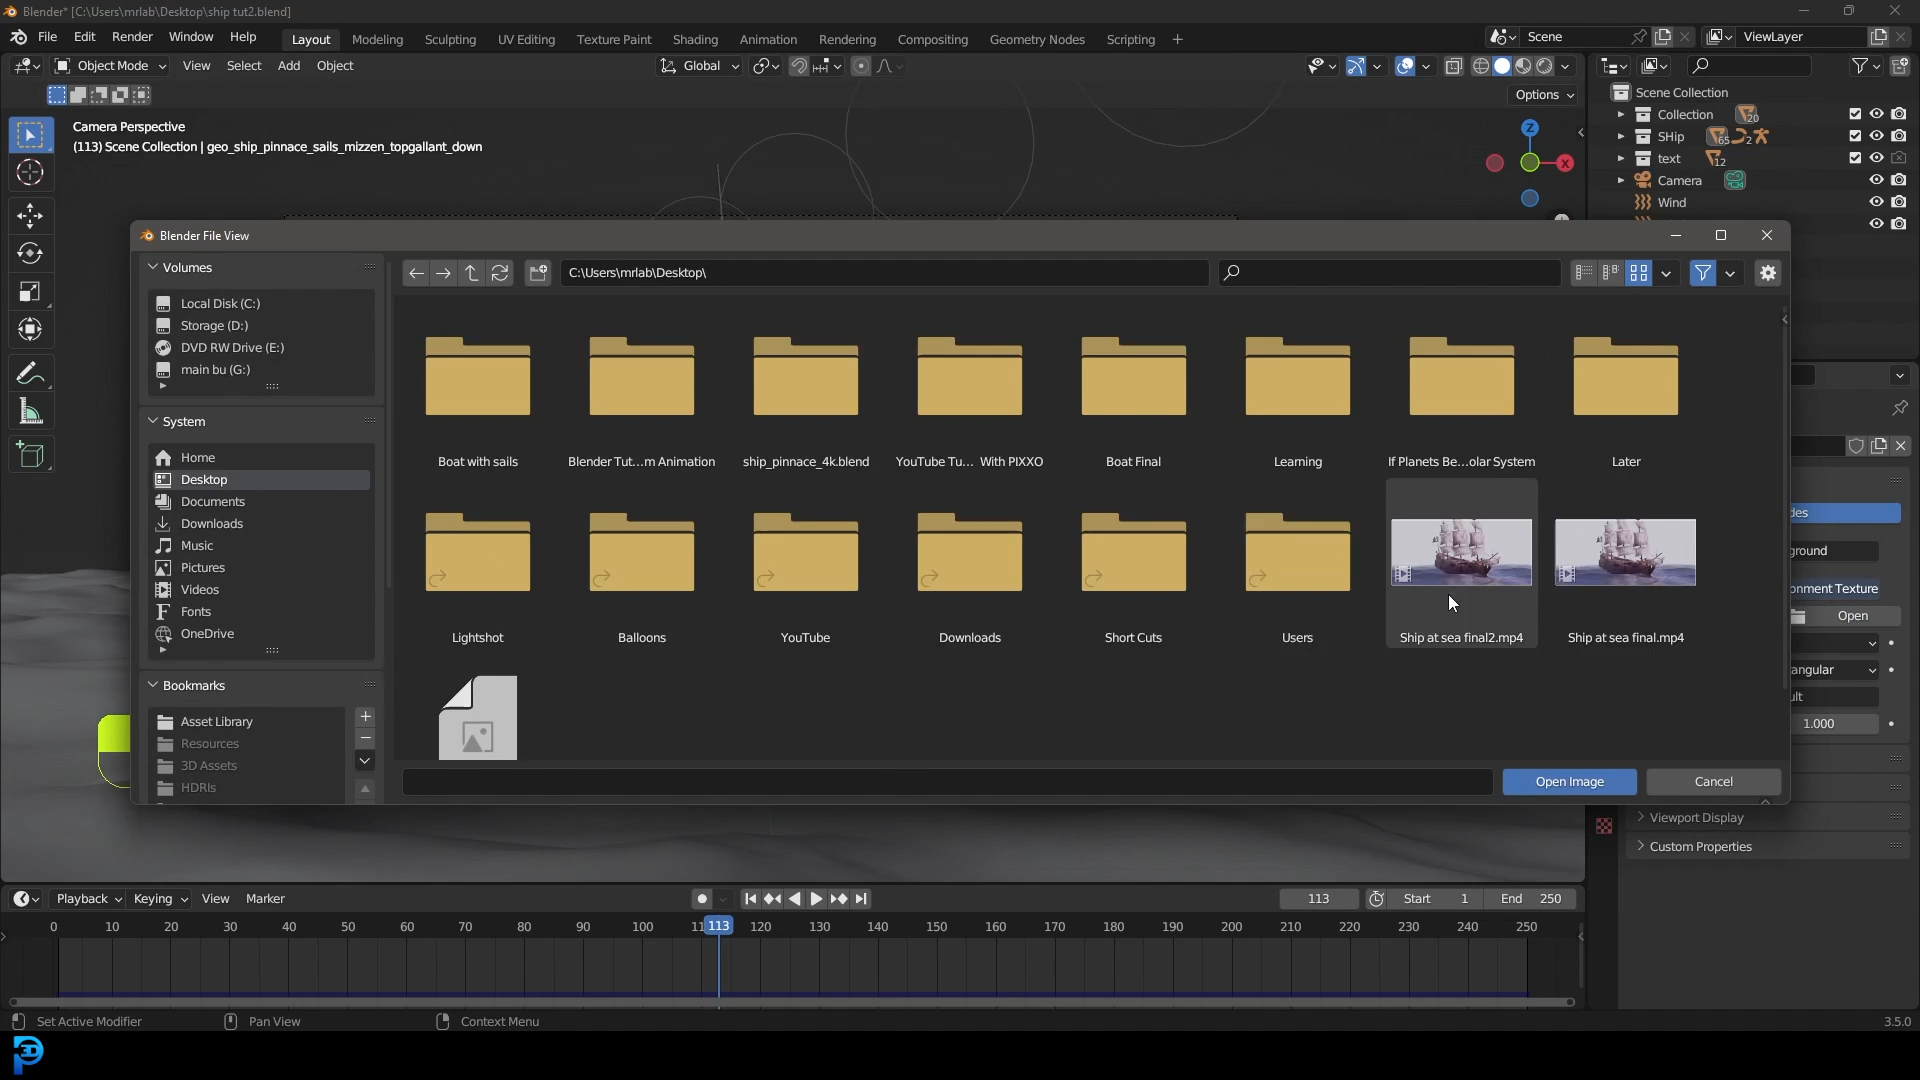 Blender* [C:\Users\mrlab\Desktop\ship tut2.blend]
File Edit Render Window Help Layout Modeling Sculpting UV Editing Texture Paint Shading Animation Rendering Compositing Geometry Nodes Scripting + Scene ViewLayer
Object Mode View Select Add Object Global
Options
Camera Perspective
(113) Scene Collection | geo_ship_pinnace_sails_mizzen_topgallant_down
Z
X
Scene Collection
Collection 20
SHip 65 2
text 12
Camera
Wind
Blender File View
Volumes
Local Disk (C:)
Storage (D:)
DVD RW Drive (E:)
main bu (G:)
System
Home
Desktop
Documents
Downloads
Music
Pictures
Videos
Fonts
OneDrive
Bookmarks
Asset Library
Resources
3D Assets
HDRIs
C:\Users\mrlab\Desktop\
Boat with sails Blender Tut...m Animation ship_pinnace_4k.blend YouTube Tu... With PIXXO Boat Final Learning If Planets Be...olar System Later
Lightshot Balloons YouTube Downloads Short Cuts Users Ship at sea final2.mp4 Ship at sea final.mp4
Open Image Cancel
des
ground
onment Texture
Open
angular
ult
1.000
Viewport Display
Custom Properties
Playback Keying View Marker 113 Start 1 End 250
0 10 20 30 40 50 60 70 80 90 100 11 113 120 130 140 150 160 170 180 190 200 210 220 230 240 250
Set Active Modifier Pan View Context Menu 3.5.0